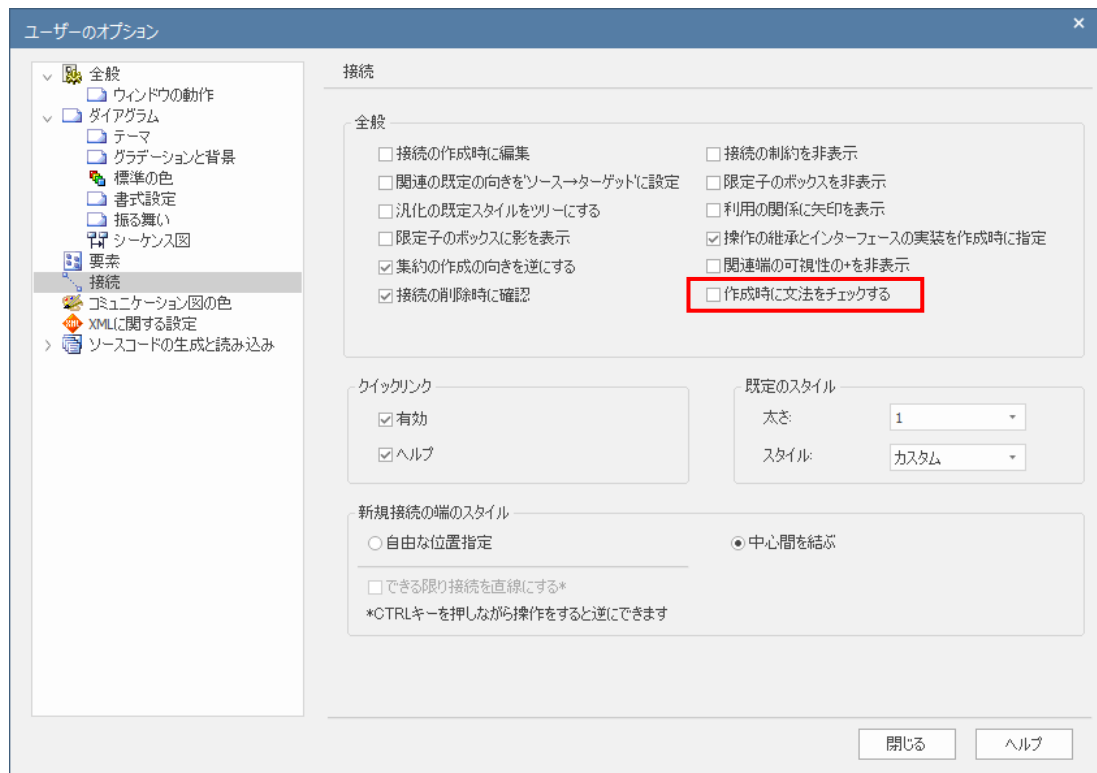 ユーザーのオプション
全般
ウィンドウの動作
ダイアグラム
テーマ
グラデーションと背景
標準の色
書式設定
振る舞い
シーケンス図
要素
接続
コミュニケーション図の色
XMLに関する設定
ソースコードの生成と読み込み
接続
全般
接続の作成時に編集
関連の既定の向きを'ソース→ターゲット'に設定
汎化の既定スタイルをツリーにする
限定子のボックスに影を表示
集約の作成の向きを逆にする
接続の削除時に確認
接続の制約を非表示
限定子のボックスを非表示
利用の関係に矢印を表示
操作の継承とインターフェースの実装を作成時に指定
関連端の可視性の+を非表示
作成時に文法をチェックする
クイックリンク
有効
ヘルプ
既定のスタイル
太さ: 1
スタイル: カスタム
新規接続の端のスタイル
自由な位置指定
中心間を結ぶ
できる限り接続を直線にする*
*CTRLキーを押しながら操作をすると逆にできます
閉じる
ヘルプ